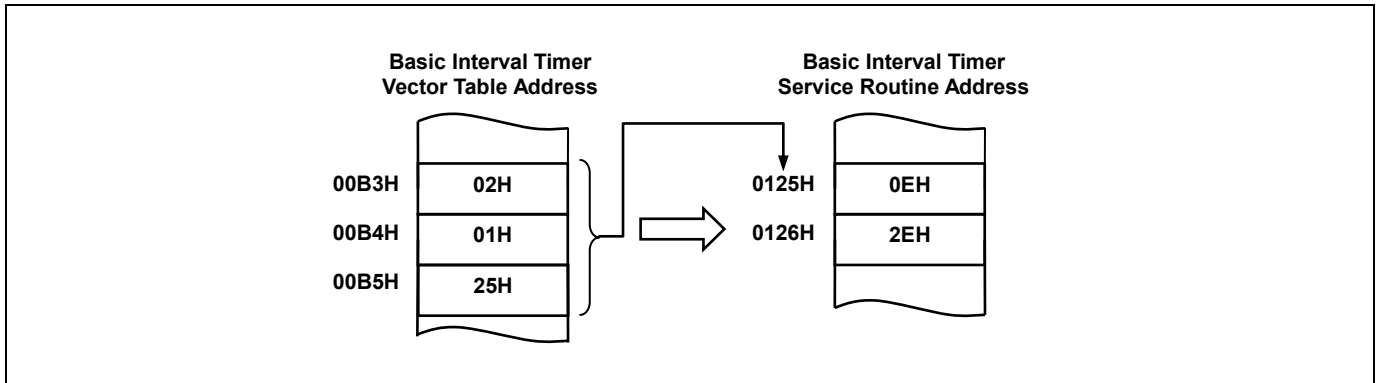 Basic Interval Timer
Vector Table Address
Basic Interval Timer
Service Routine Address
00B3H 02H 0125H 0EH
00B4H 01H 0126H 2EH
00B5H 25H